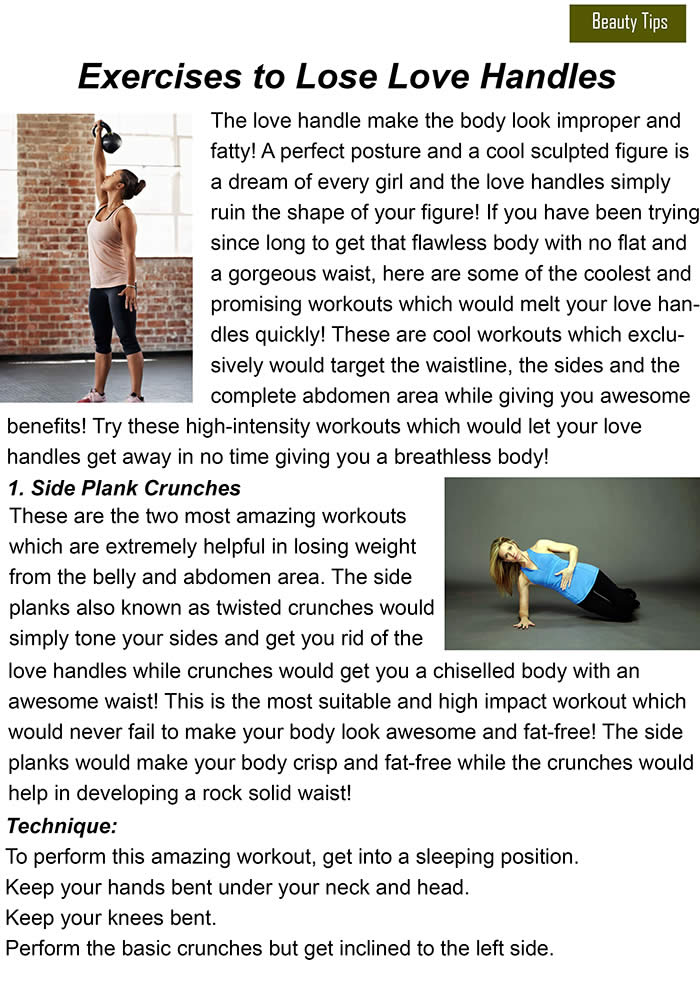 Beauty Tips
Exercises to Lose Love Handles
The love handle make the body look improper and
fatty! A perfect posture and a cool sculpted figure is
a dream of every girl and the love handles simply
ruin the shape of your figure! If you have been trying
since long to get that flawless body with no flat and
a gorgeous waist, here are some of the coolest and
promising workouts which would melt your love han-
dles quickly! These are cool workouts which exclu-
sively would target the waistline, the sides and the
complete abdomen area while giving you awesome
benefits! Try these high-intensity workouts which would let your love
handles get away in no time giving you a breathless body!
1. Side Plank Crunches
These are the two most amazing workouts
which are extremely helpful in losing weight
from the belly and abdomen area. The side
planks also known as twisted crunches would
simply tone your sides and get you rid of the
love handles while crunches would get you a chiselled body with an
awesome waist! This is the most suitable and high impact workout which
would never fail to make your body look awesome and fat-free! The side
planks would make your body crisp and fat-free while the crunches would
help in developing a rock solid waist!
Technique:
To perform this amazing workout, get into a sleeping position.
Keep your hands bent under your neck and head.
Keep your knees bent.
Perform the basic crunches but get inclined to the left side.